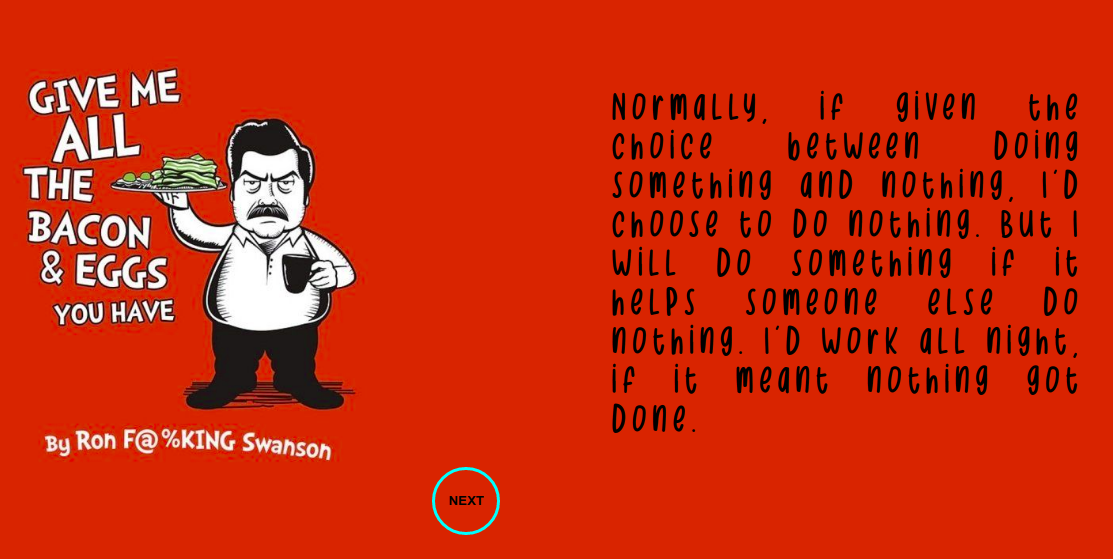 GIVE ME
ALL
THE
BACON
& EGGS
YOU HAVE
By Ron F@%KING Swanson
Normally, if given the
choice between Doing
something and nothing, I'D
choose to Do nothing. But I
will Do something if it
helps someone else Do
nothing. I'D work all night,
if it meant nothing got
Done.
NEXT